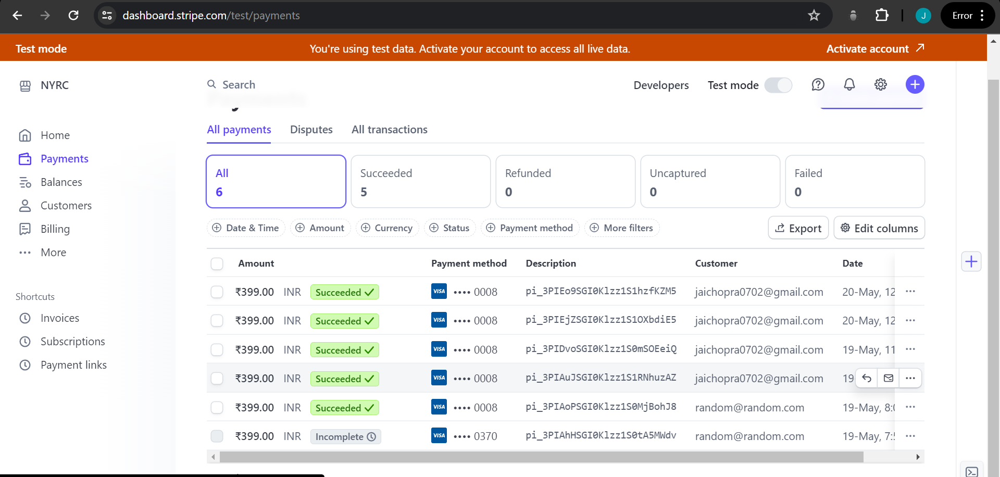 dashboard.stripe.com/test/payments
J
Error
Test mode
You're using test data. Activate your account to access all live data.
Activate account
NYRC
Search
Developers
Test mode
Home
Payments
Balances
Customers
Billing
More
Shortcuts
Invoices
Subscriptions
Payment links
All payments Disputes All transactions
All
6
Succeeded
5
Refunded
0
Uncaptured
0
Failed
0
Date & Time Amount Currency Status Payment method More filters
Export Edit columns
Amount Payment method Description Customer Date
₹399.00 INR Succeeded VISA •••• 0008 pi_3PIEo9SGI0Klzz1S1hzfKZM5 jaichopra0702@gmail.com 20-May, 12 ···
₹399.00 INR Succeeded VISA •••• 0008 pi_3PIEjZSGI0Klzz1S1OXbdiE5 jaichopra0702@gmail.com 20-May, 12 ···
₹399.00 INR Succeeded VISA •••• 0008 pi_3PIDvoSGI0Klzz1S0mSOEeiQ jaichopra0702@gmail.com 19-May, 11 ···
₹399.00 INR Succeeded VISA •••• 0008 pi_3PIAuJSGI0Klzz1S1RNhuzAZ jaichopra0702@gmail.com 19 ···
₹399.00 INR Succeeded VISA •••• 0008 pi_3PIAoPSGI0Klzz1S0MjBohJ8 random@random.com 19-May, 8: ···
₹399.00 INR Incomplete VISA •••• 0370 pi_3PIAhHSGI0Klzz1S0tA5MWdv random@random.com 19-May, 7: ···